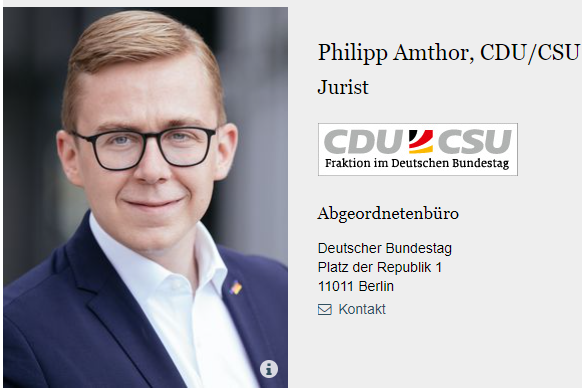 Philipp Amthor, CDU/CSU
Jurist
CDU CSU
Fraktion im Deutschen Bundestag
Abgeordnetenbüro
Deutscher Bundestag
Platz der Republik 1
11011 Berlin
Kontakt
i